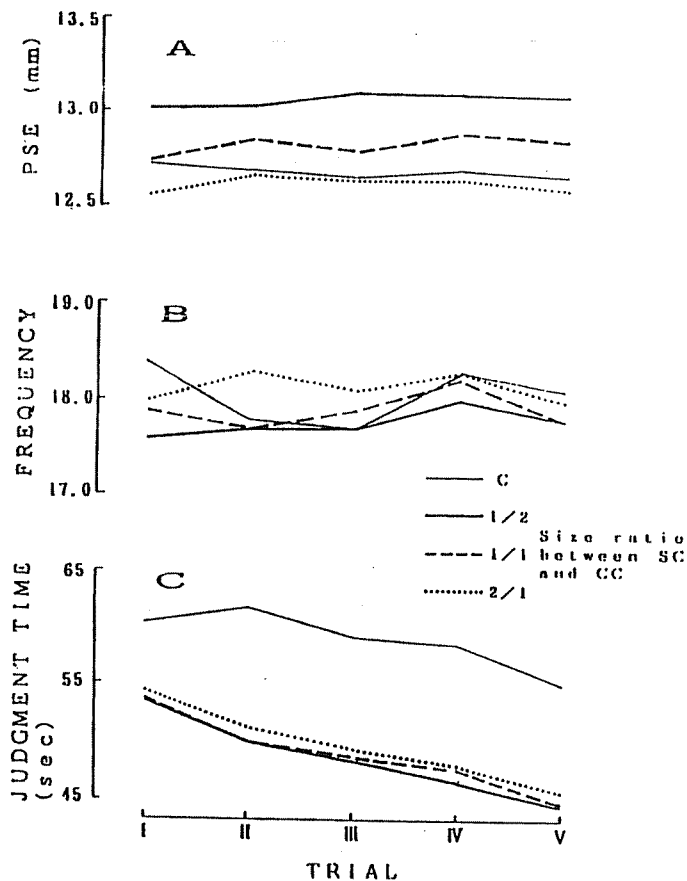 13.5
A
PSE (mm)
13.0
12.5
19.0
B
FREQUENCY
18.0
17.0
C
1/2
1/1
2/1
Size ratio
between SC
and CC
65
C
JUDGMENT TIME
(sec)
55
45
I II III IV V
TRIAL